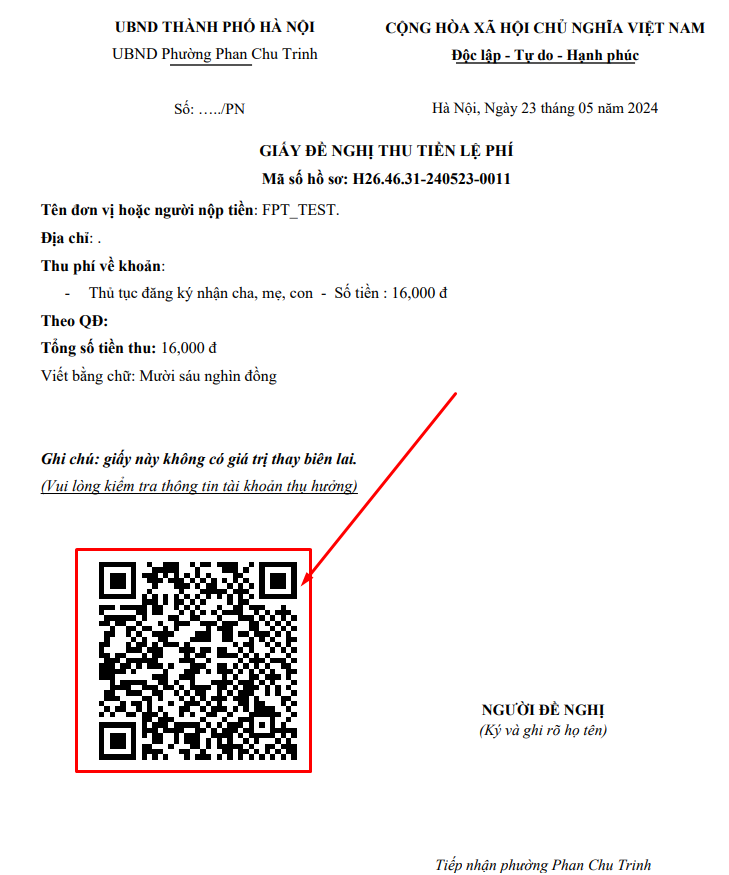 UBND THÀNH PHỐ HÀ NỘI
UBND Phường Phan Chu Trinh
CỘNG HÒA XÃ HỘI CHỦ NGHĨA VIỆT NAM
Độc lập - Tự do - Hạnh phúc
Số: …../PN
Hà Nội, Ngày 23 tháng 05 năm 2024
GIẤY ĐỀ NGHỊ THU TIỀN LỆ PHÍ
Mã số hồ sơ: H26.46.31-240523-0011
Tên đơn vị hoặc người nộp tiền: FPT_TEST.
Địa chỉ: .
Thu phí về khoản:
- Thủ tục đăng ký nhận cha, mẹ, con - Số tiền : 16,000 đ
Theo QĐ:
Tổng số tiền thu: 16,000 đ
Viết bằng chữ: Mười sáu nghìn đồng
Ghi chú: giấy này không có giá trị thay biên lai.
(Vui lòng kiểm tra thông tin tài khoản thụ hưởng)
NGƯỜI ĐỀ NGHỊ
(Ký và ghi rõ họ tên)
Tiếp nhận phường Phan Chu Trinh